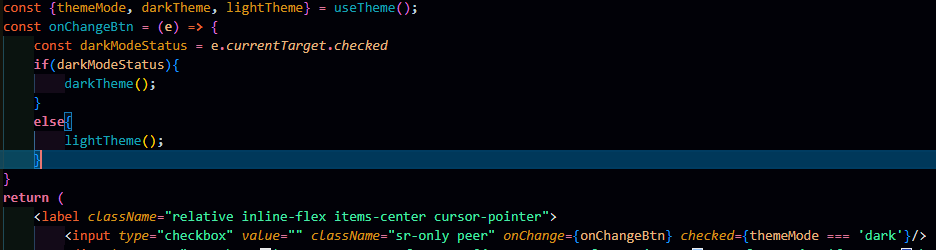 const {themeMode, darkTheme, lightTheme} = useTheme();
const onChangeBtn = (e) => {
const darkModeStatus = e.currentTarget.checked
if(darkModeStatus){
darkTheme();
}
else{
lightTheme();
}
}
return (
<label className="relative inline-flex items-center cursor-pointer">
<input type="checkbox" value="" className="sr-only peer" onChange={onChangeBtn} checked={themeMode === 'dark'}/>